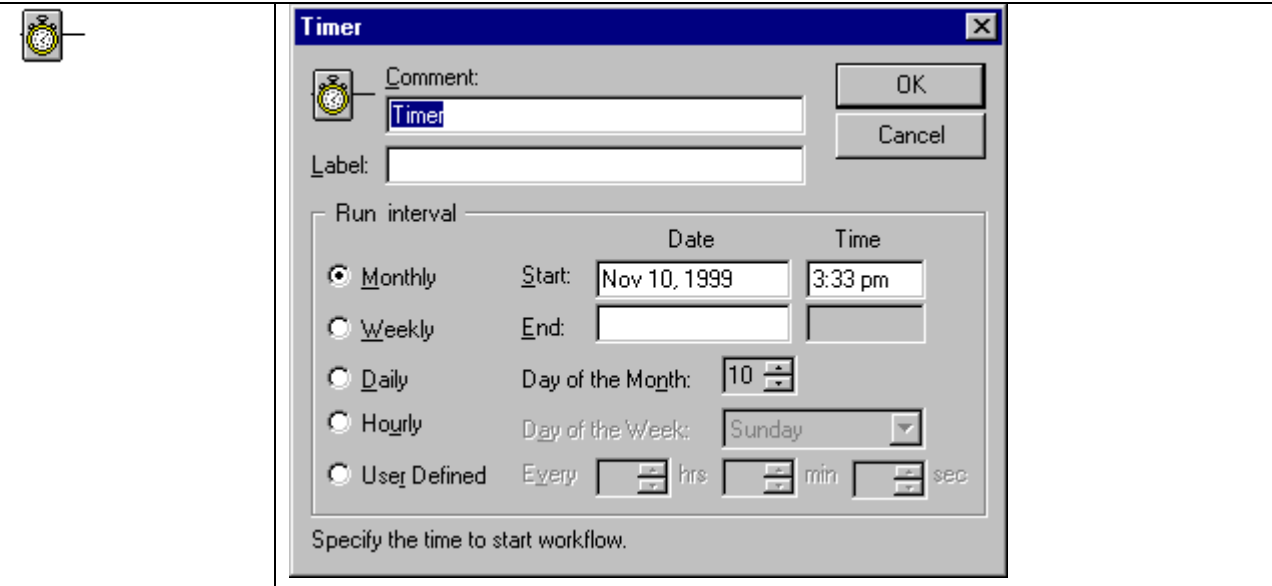 Timer
Comment:
OK
Timer
Cancel
Label:
Run interval
Date Time
Monthly Start: Nov 10, 1999 3:33 pm
Weekly End:
Daily Day of the Month: 10
Hourly Day of the Week: Sunday
User Defined Every hrs min sec
Specify the time to start workflow.